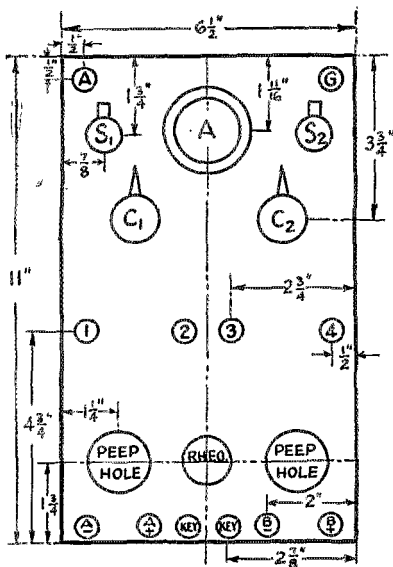 6 1/2"
1/2"
1/2"
A
G
1 3/4"
1 11/16"
S1
A
S2
3 3/4"
7/8
C1
C2
11"
2 3/4"
1
2
3
4
1/2"
1 1/4"
4 3/4"
PEEP HOLE
RHEO.
PEEP HOLE
1 3/4
2"
A-
A+
KEY
KEY
B-
B+
2 7/8"